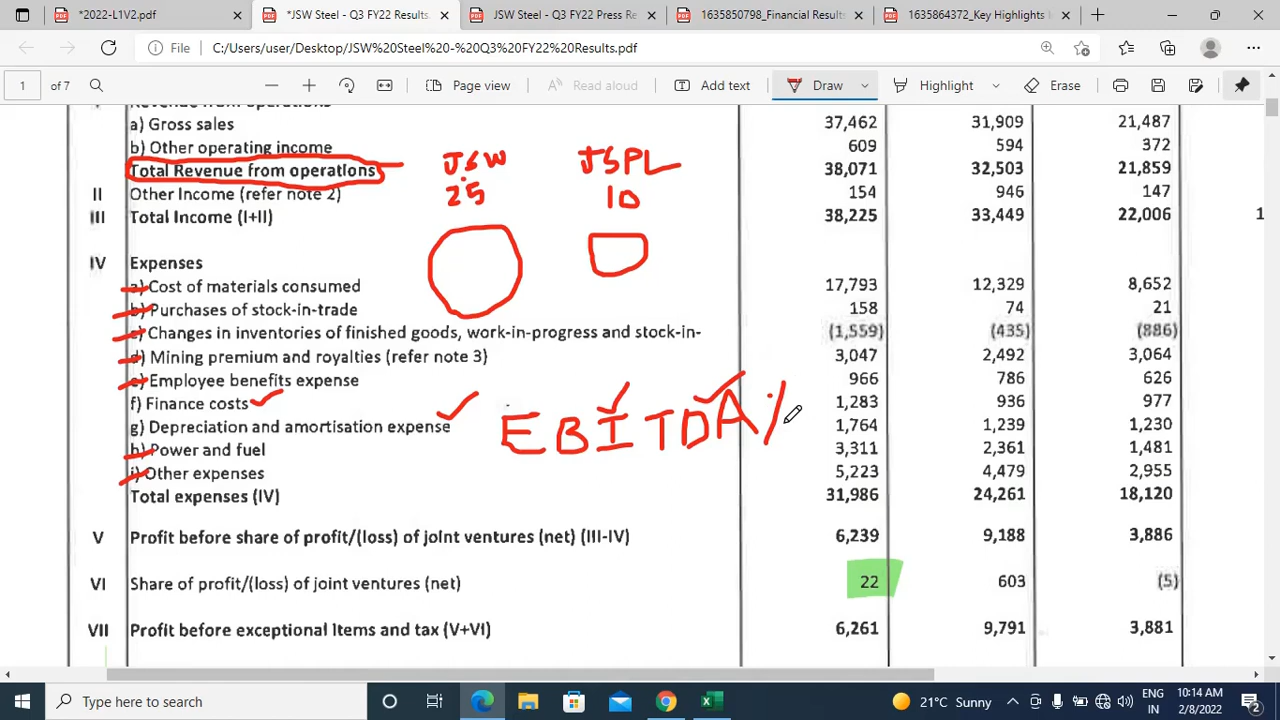 *2022-L1V2.pdf
*JSW Steel - Q3 FY22 Results.
JSW Steel - Q3 FY22 Press Re
1635850798_Financial Results
1635864372_Key Highlights
File
C:/Users/user/Desktop/JSW%20Steel%20-%20Q3%20FY22%20Results.pdf
1 of 7
Page view
Read aloud
Add text
Draw
Highlight
Erase
Revenue from operations
a) Gross sales 37,462 31,909 21,487
b) Other operating income 609 594 372
Total Revenue from operations 38,071 32,503 21,859
II Other Income (refer note 2) 154 946 147
III Total Income (I+II) 38,225 33,449 22,006 1
JSW JSPL
25 10
IV Expenses
a) Cost of materials consumed 17,793 12,329 8,652
b) Purchases of stock-in-trade 158 74 21
c) Changes in inventories of finished goods, work-in-progress and stock-in- (1,559) (435) (886)
d) Mining premium and royalties (refer note 3) 3,047 2,492 3,064
e) Employee benefits expense 966 786 626
f) Finance costs 1,283 936 977
g) Depreciation and amortisation expense 1,764 1,239 1,230
EBITDA
h) Power and fuel 3,311 2,361 1,481
i) Other expenses 5,223 4,479 2,955
Total expenses (IV) 31,986 24,261 18,120
V Profit before share of profit/(loss) of joint ventures (net) (III-IV) 6,239 9,188 3,886
VI Share of profit/(loss) of joint ventures (net) 22 603 (5)
VII Profit before exceptional Items and tax (V+VI) 6,261 9,791 3,881
Type here to search
21°C Sunny
ENG
IN
10:14 AM
2/8/2022
2